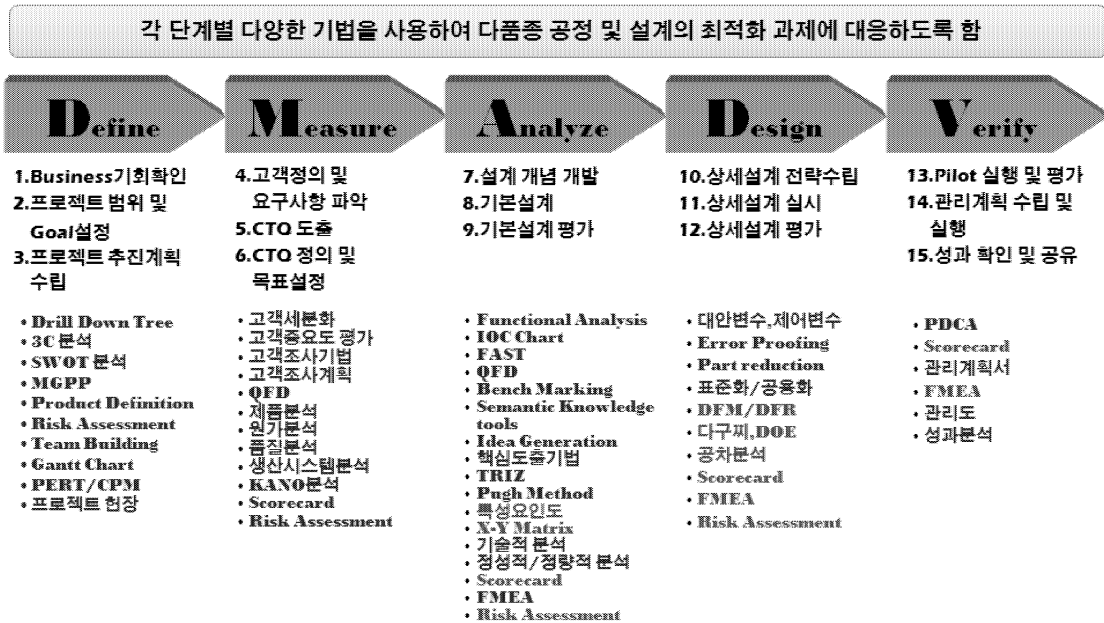 각 단계별 다양한 기법을 사용하여 다품종 공정 및 설계의 최적화 과제에 대응하도록 함
Define
Measure
Analyze
Design
Verify
1.Business기회확인
2.프로젝트 범위 및
Goal설정
3.프로젝트 추진계획
수립
4.고객정의 및
요구사항 파악
5.CTQ 도출
6.CTQ 정의 및
목표설정
7.설계 개념 개발
8.기본설계
9.기본설계 평가
10.상세설계 전략수립
11.상세설계 실시
12.상세설계 평가
13.Pilot 실행 및 평가
14.관리계획 수립 및
실행
15.성과 확인 및 공유
• Drill Down Tree
• 3C 분석
• SWOT 분석
• MGPP
• Product Definition
• Risk Assessment
• Team Building
• Gantt Chart
• PERT/CPM
• 프로젝트 헌장
• 고객세분화
• 고객중요도 평가
• 고객조사기법
• 고객조사계획
• QFD
• 제품분석
• 원가분석
• 품질분석
• 생산시스템분석
• KANO분석
• Scorecard
• Risk Assessment
• Functional Analysis
• IOC Chart
• FAST
• QFD
• Bench Marking
• Semantic Knowledge
tools
• Idea Generation
• 핵심도출기법
• TRIZ
• Pugh Method
• 특성요인도
• X-Y Matrix
• 기술적 분석
• 정성적/정량적 분석
• Scorecard
• FMEA
• Risk Assessment
• 대안변수,제어변수
• Error Proofing
• Part reduction
• 표준화/공용화
• DFM/DFR
• 다구찌,DOE
• 공차분석
• Scorecard
• FMEA
• Risk Assessment
• PDCA
• Scorecard
• 관리계획서
• FMEA
• 관리도
• 성과분석